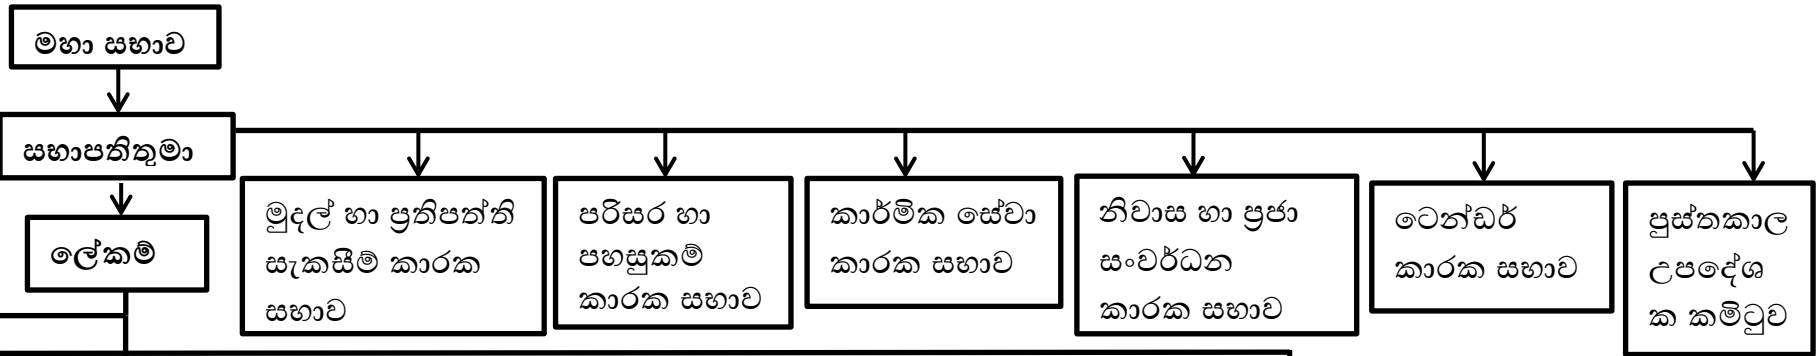 මහා සභාව
සභාපතිතුමා
ලේකම්
මුදල් හා ප්‍රතිපත්ති
සැකසීම් කාරක
සභාව
පරිසර හා
පහසුකම්
කාරක සභාව
කාර්මික සේවා
කාරක සභාව
නිවාස හා ප්‍රජා
සංවර්ධන
කාරක සභාව
ටෙන්ඩර්
කාරක සභාව
පුස්තකාල
උපදේශ
ක කමිටුව